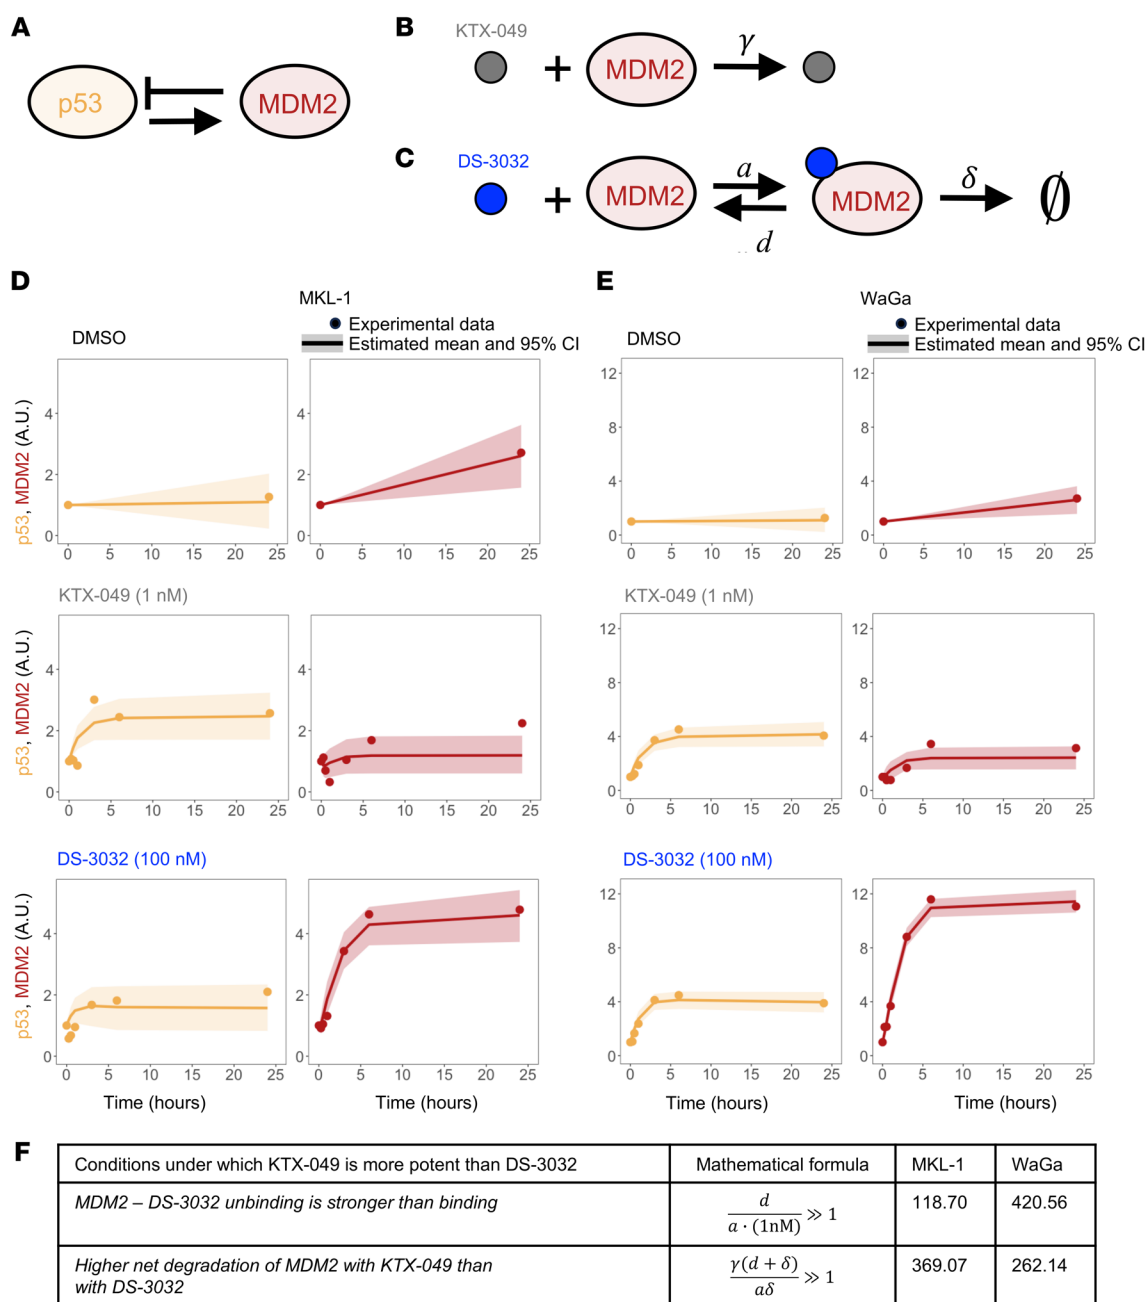 A
p53
MDM2
B
KTX-049
+
MDM2
γ
C
DS-3032
+
MDM2
a
d
MDM2
δ
∅
D
MKL-1
Experimental data
Estimated mean and 95% CI
DMSO
p53, MDM2 (A.U.)
4
2
0
0 5 10 15 20 25
4
2
0
0 5 10 15 20 25
KTX-049 (1 nM)
p53, MDM2 (A.U.)
4
2
0
0 5 10 15 20 25
4
2
0
0 5 10 15 20 25
DS-3032 (100 nM)
p53, MDM2 (A.U.)
4
2
0
0 5 10 15 20 25
Time (hours)
4
2
0
0 5 10 15 20 25
Time (hours)
E
WaGa
Experimental data
Estimated mean and 95% CI
DMSO
12
8
4
0
0 5 10 15 20 25
12
8
4
0
0 5 10 15 20 25
KTX-049 (1 nM)
12
8
4
0
0 5 10 15 20 25
12
8
4
0
0 5 10 15 20 25
DS-3032 (100 nM)
12
8
4
0
0 5 10 15 20 25
Time (hours)
12
8
4
0
0 5 10 15 20 25
Time (hours)
F
Conditions under which KTX-049 is more potent than DS-3032 Mathematical formula MKL-1 WaGa
MDM2 – DS-3032 unbinding is stronger than binding
d
a · (1nM)
≫ 1
118.70 420.56
Higher net degradation of MDM2 with KTX-049 than
with DS-3032
γ(d + δ)
aδ
≫ 1
369.07 262.14